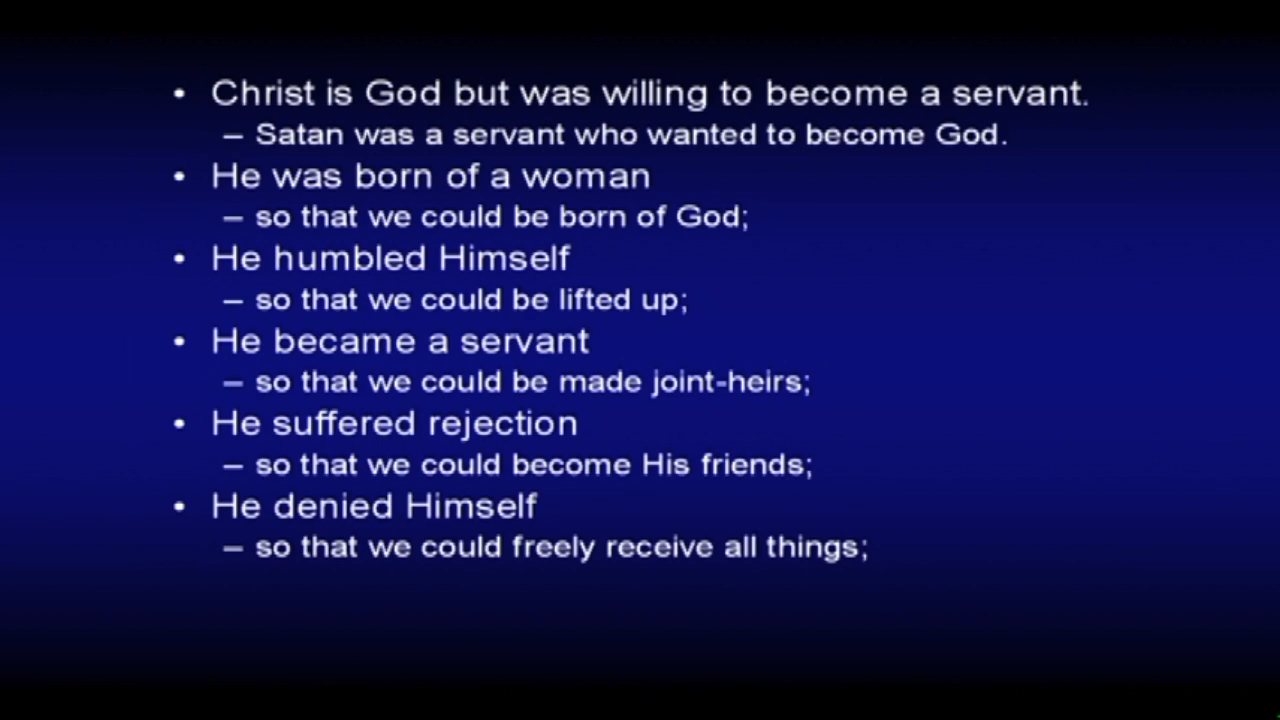 • Christ is God but was willing to become a servant.
– Satan was a servant who wanted to become God.
• He was born of a woman
– so that we could be born of God;
• He humbled Himself
– so that we could be lifted up;
• He became a servant
– so that we could be made joint-heirs;
• He suffered rejection
– so that we could become His friends;
• He denied Himself
– so that we could freely receive all things;